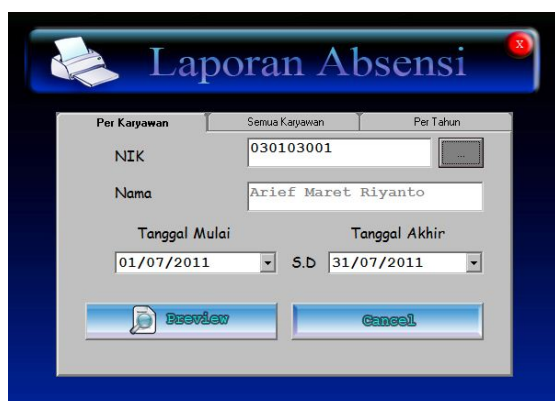 Laporan Absensi
X
Per Karyawan Semua Karyawan Per Tahun
NIK 030103001 ...
Nama Arief Maret Riyanto
Tanggal Mulai Tanggal Akhir
01/07/2011 S.D 31/07/2011
Preview Cancel